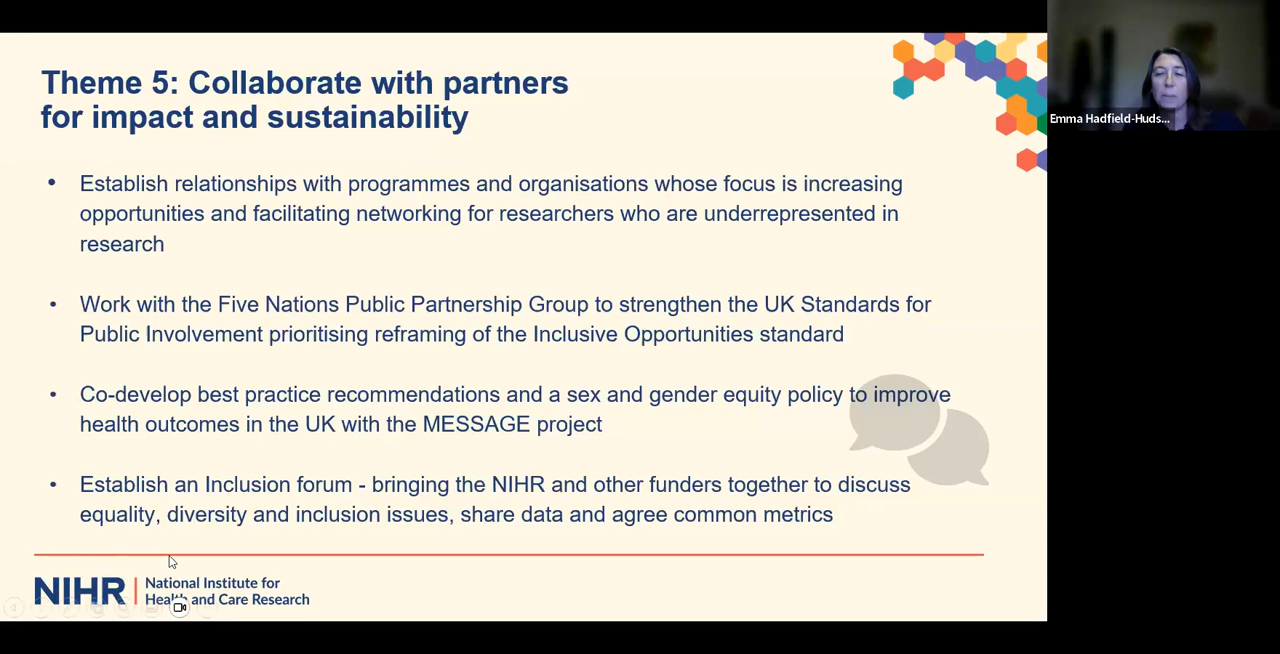 Theme 5: Collaborate with partners
for impact and sustainability
• Establish relationships with programmes and organisations whose focus is increasing
opportunities and facilitating networking for researchers who are underrepresented in
research
• Work with the Five Nations Public Partnership Group to strengthen the UK Standards for
Public Involvement prioritising reframing of the Inclusive Opportunities standard
• Co-develop best practice recommendations and a sex and gender equity policy to improve
health outcomes in the UK with the MESSAGE project
• Establish an Inclusion forum - bringing the NIHR and other funders together to discuss
equality, diversity and inclusion issues, share data and agree common metrics
NIHR | National Institute for
Health and Care Research
Emma Hadfield-Huds...